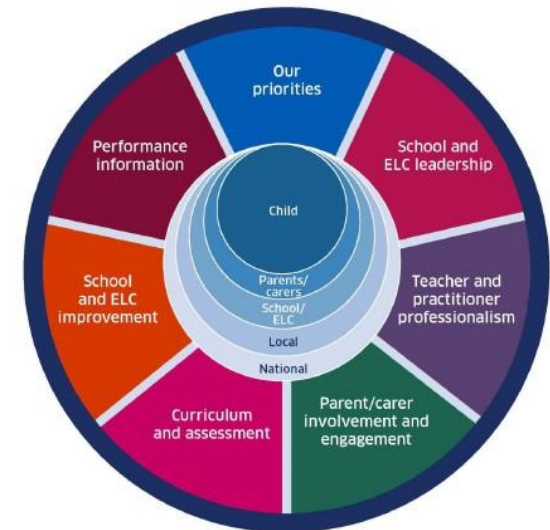 Our
priorities
School and
ELC leadership
Teacher and
practitioner
professionalism
Parent/carer
involvement and
engagement
Curriculum
and assessment
School
and ELC
improvement
Performance
information
Child
Parents/
carers
School/
ELC
Local
National